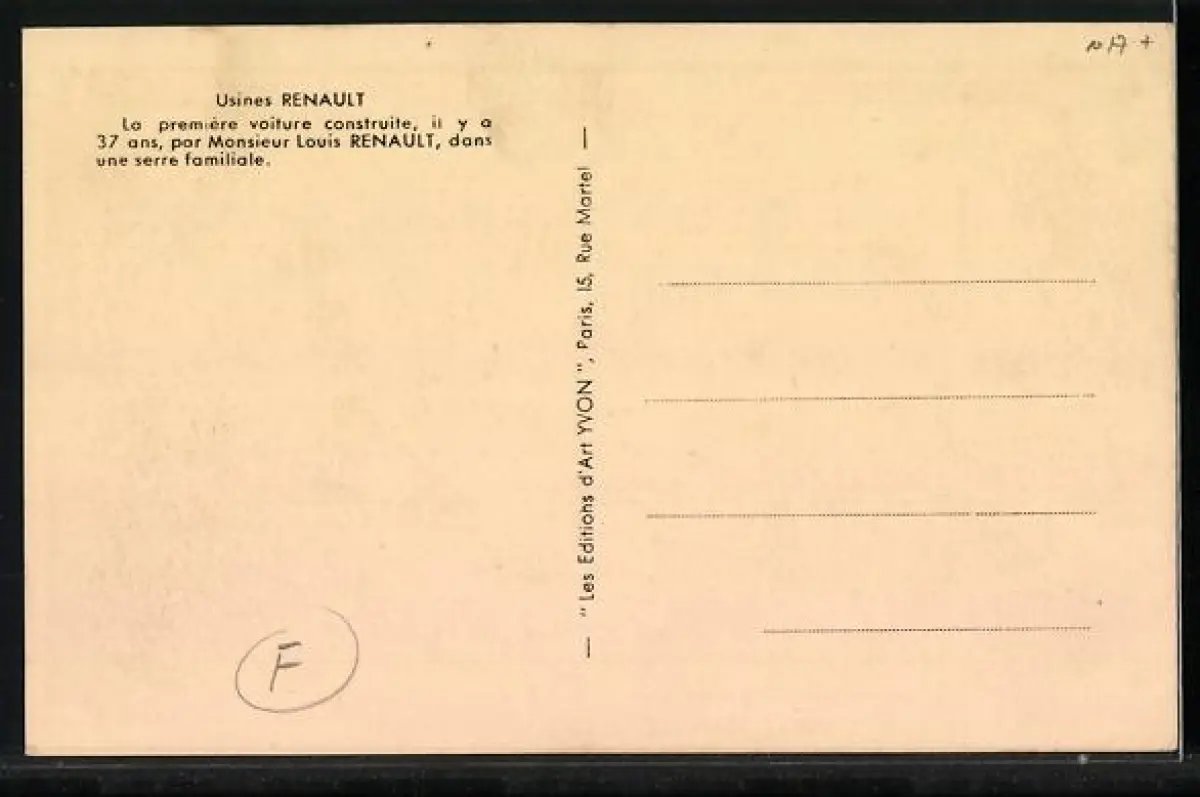 Usines RENAULT
La première voiture construite, il y a
37 ans, par Monsieur Louis RENAULT, dans
une serre familiale.
" Les Editions d'Art YVON ", Paris, 15, Rue Martel
F